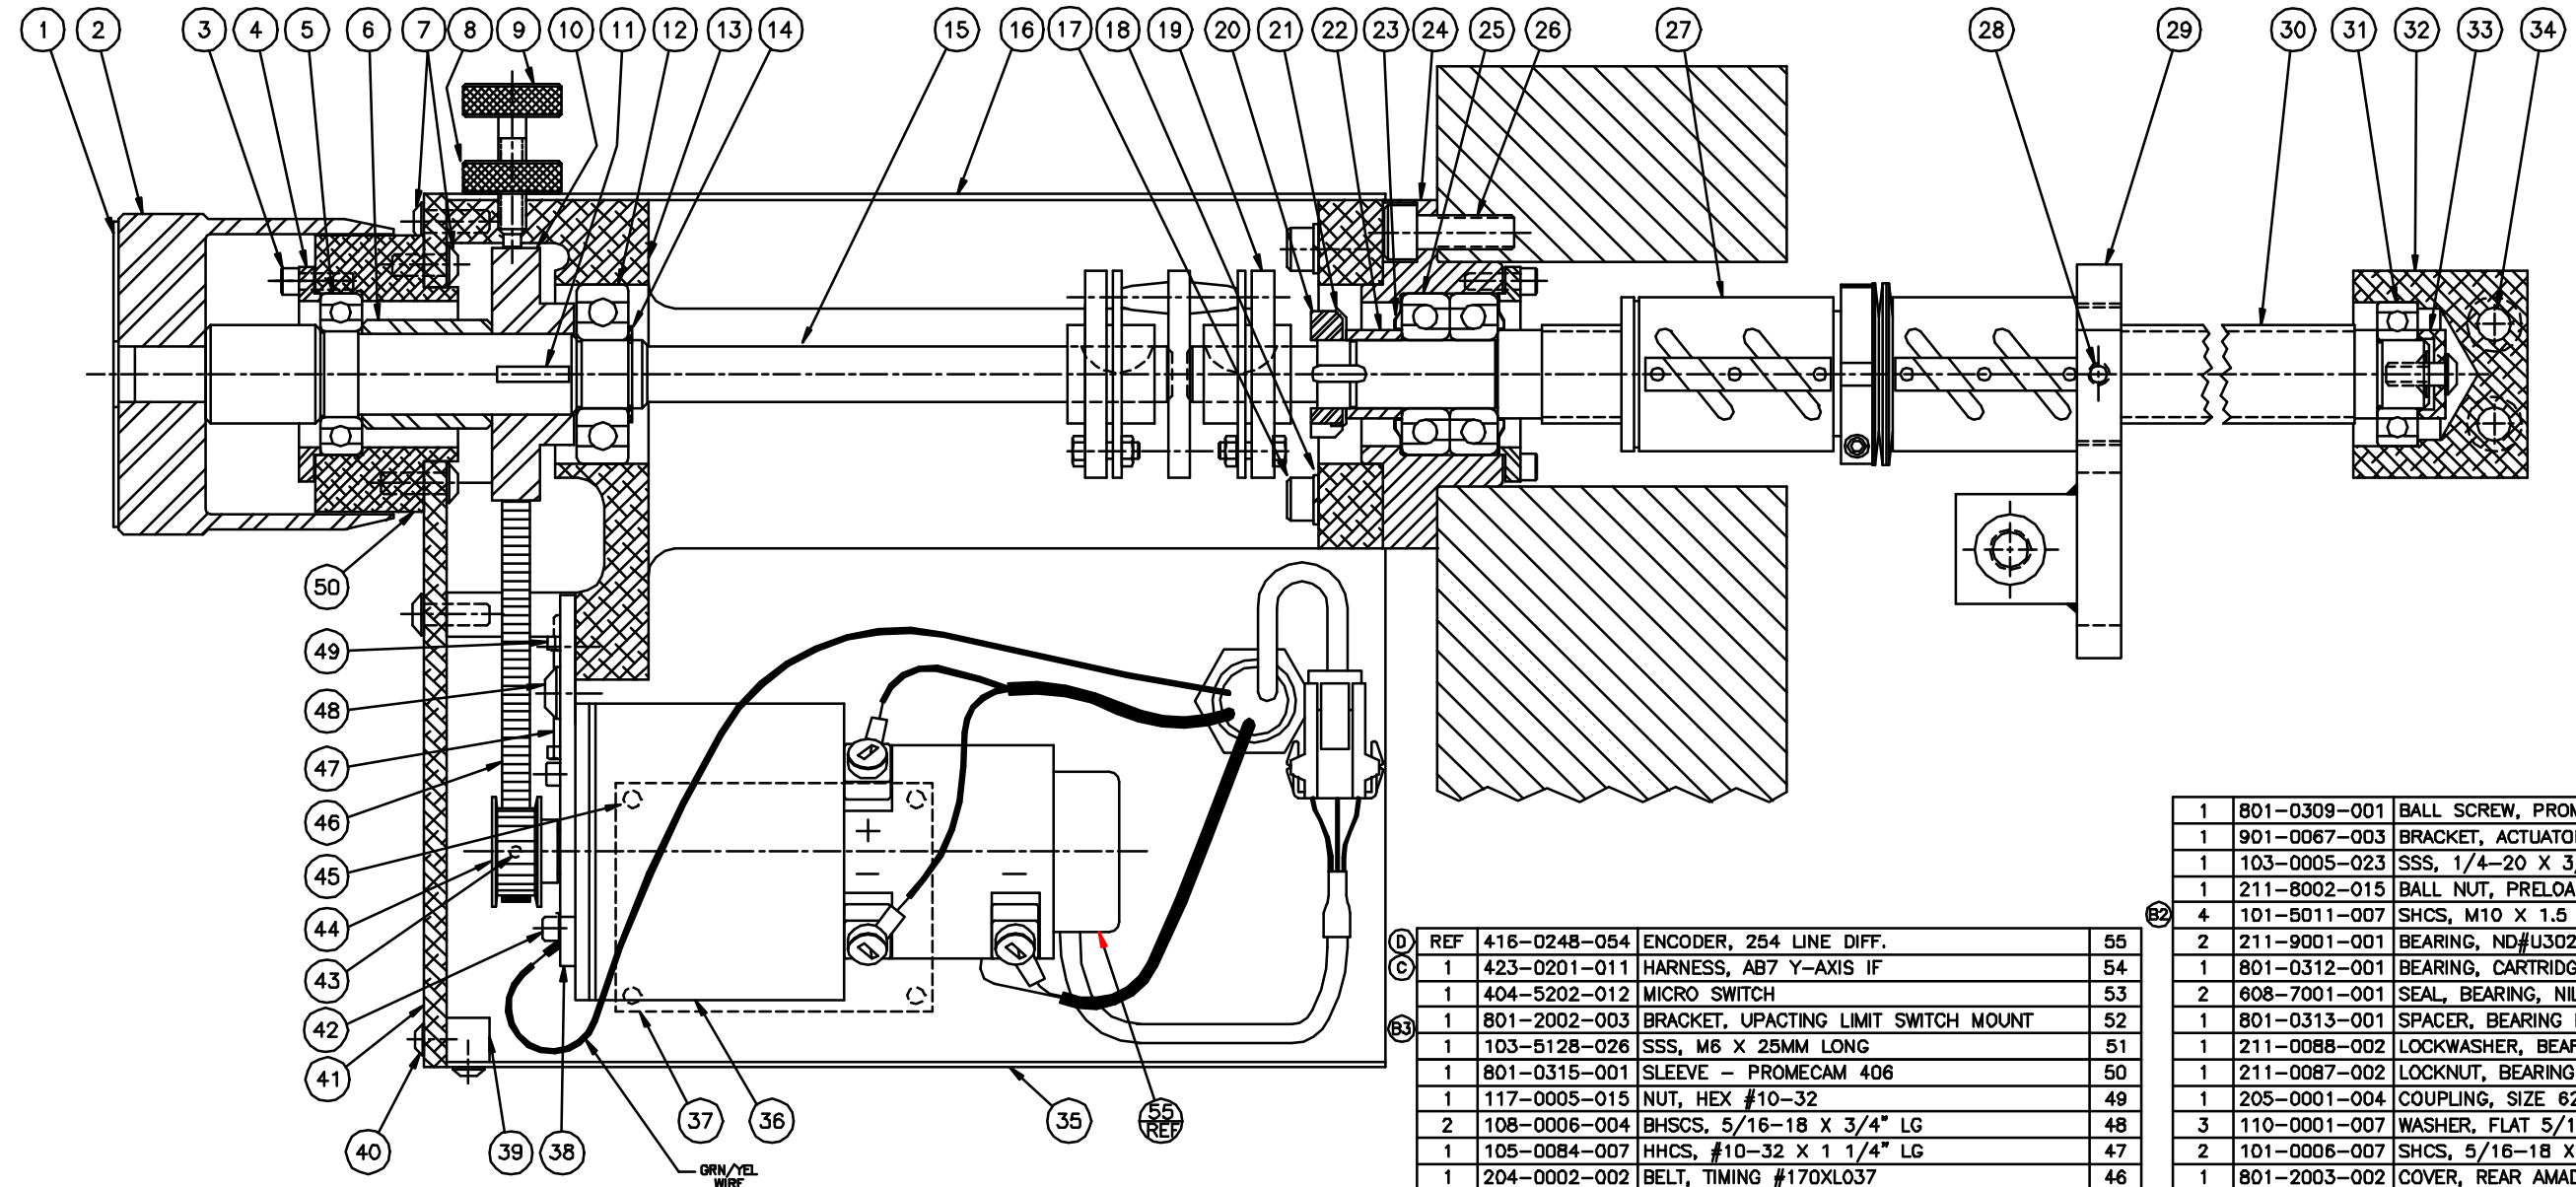 1 2 3 4 5 6 7 8 9 10 11 12 13 14 15 16 17 18 19 20 21 22 23 24 25 26 27 28 29 30 31 32 33 34
50
49
48
47
46
45
44
43
42
41
40
39
38
37
36
35
55
REF
+
–
–
GRN/YEL
WIRE
D REF 416-0248-054 ENCODER, 254 LINE DIFF. 55
C 1 423-0201-011 HARNESS, AB7 Y-AXIS IF 54
1 404-5202-012 MICRO SWITCH 53
B3 1 801-2002-003 BRACKET, UPACTING LIMIT SWITCH MOUNT 52
1 103-5128-026 SSS, M6 X 25MM LONG 51
1 801-0315-001 SLEEVE - PROMECAM 406 50
1 117-0005-015 NUT, HEX #10-32 49
2 108-0006-004 BHSCS, 5/16-18 X 3/4" LG 48
1 105-0084-007 HHCS, #10-32 X 1 1/4" LG 47
1 204-0002-002 BELT, TIMING #170XL037 46
1 801-0309-001 BALL SCREW,
1 901-0067-003 BRACKET,
1 103-0005-023 SSS, 1/4-20 X
1 211-8002-015 BALL NUT,
B2 4 101-5011-007 SHCS, M10 X 1.5
2 211-9001-001 BEARING,
1 801-0312-001 BEARING,
2 608-7001-001 SEAL, BEARING,
1 801-0313-001 SPACER, BEARING
1 211-0088-002 LOCKWASHER,
1 211-0087-002 LOCKNUT, BEARING
1 205-0001-004 COUPLING, SIZE
3 110-0001-007 WASHER, FLAT
2 101-0006-007 SHCS, 5/16-18 X
1 801-2003-002 COVER, REAR